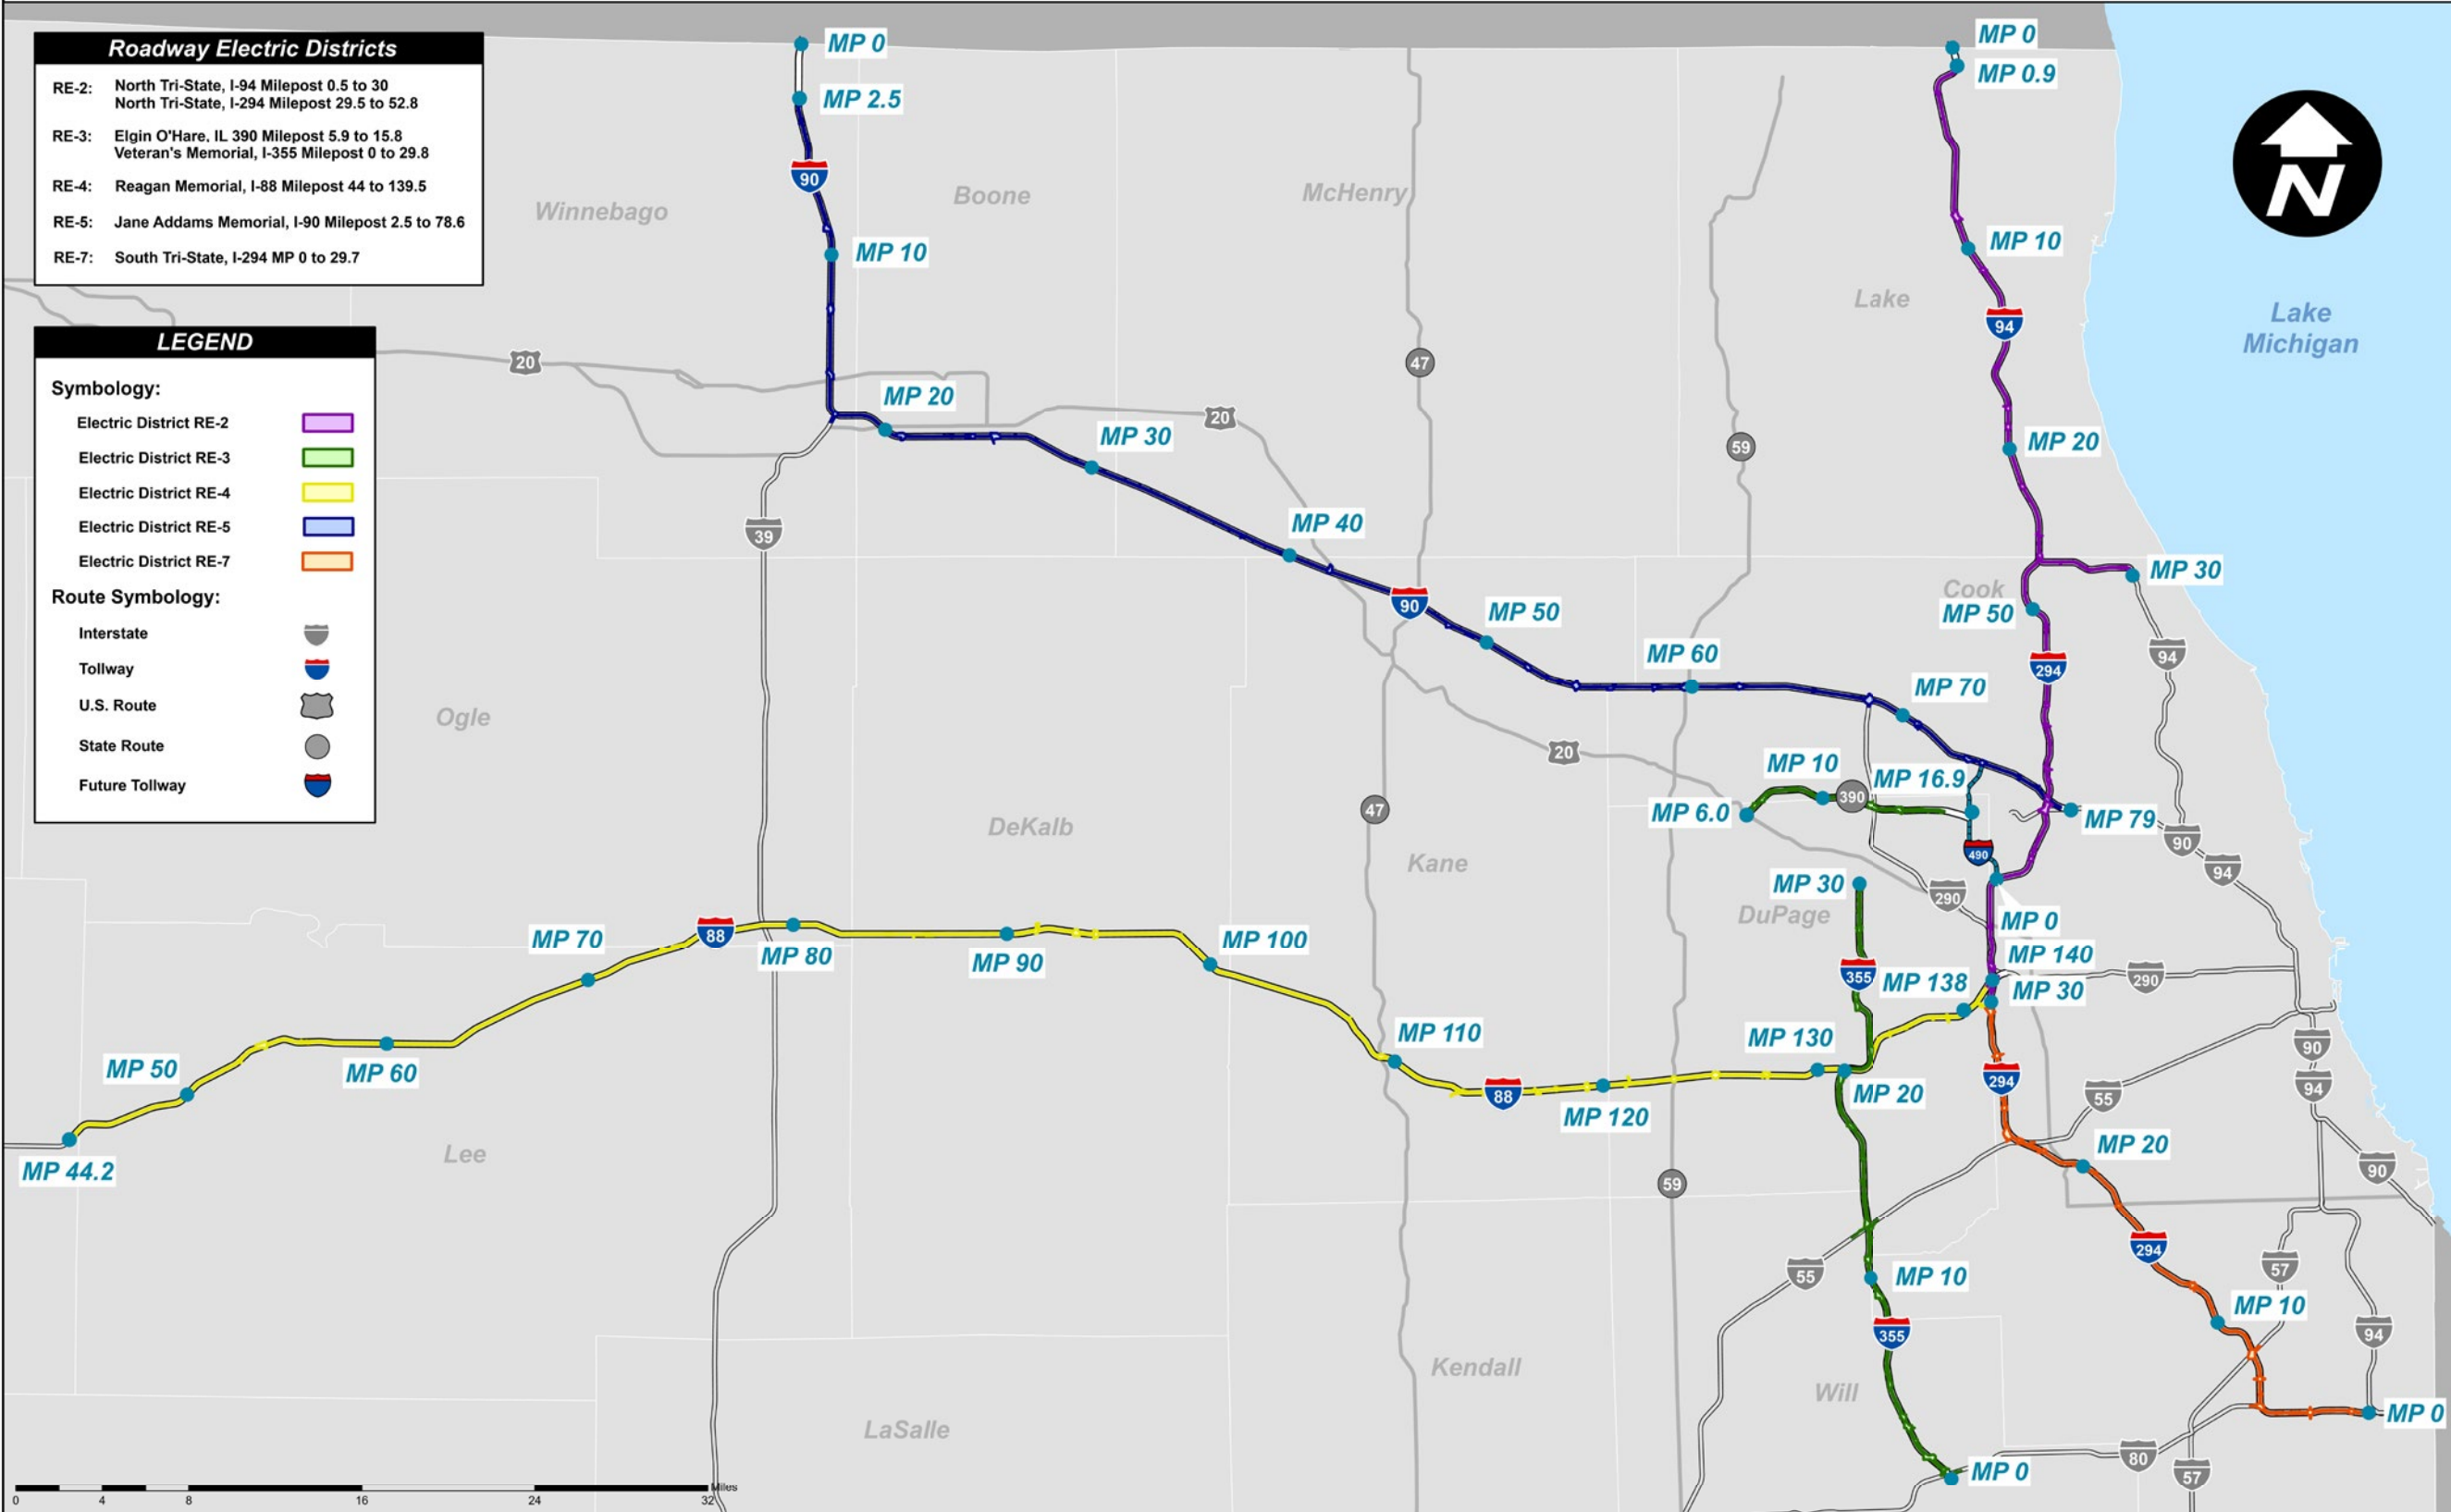 Roadway Electric Districts
RE-2: North Tri-State, I-94 Milepost 0.5 to 30
North Tri-State, I-294 Milepost 29.5 to 52.8
RE-3: Elgin O'Hare, IL 390 Milepost 5.9 to 15.8
Veteran's Memorial, I-355 Milepost 0 to 29.8
RE-4: Reagan Memorial, I-88 Milepost 44 to 139.5
RE-5: Jane Addams Memorial, I-90 Milepost 2.5 to 78.6
RE-7: South Tri-State, I-294 MP 0 to 29.7
LEGEND
Symbology:
Electric District RE-2
Electric District RE-3
Electric District RE-4
Electric District RE-5
Electric District RE-7
Route Symbology:
Interstate
Tollway
U.S. Route
State Route
Future Tollway
MP 0
MP 2.5
90
MP 10
MP 20
MP 30
MP 40
90
MP 50
MP 60
MP 70
MP 79
MP 0
MP 0.9
MP 10
94
MP 20
MP 30
MP 50
294
94
90
94
Winnebago
Boone
McHenry
Lake
Lake
Michigan
N
20
20
47
59
39
Cook
Ogle
DeKalb
Kane
DuPage
20
47
MP 10
390
MP 16.9
MP 6.0
490
290
MP 30
MP 0
MP 140
355
MP 138
MP 30
290
MP 44.2
MP 50
MP 60
MP 70
88
MP 80
MP 90
MP 100
MP 110
88
MP 120
MP 130
MP 20
294
55
90
94
90
MP 20
59
294
55
MP 10
355
57
MP 10
94
MP 0
MP 0
80
57
Lee
LaSalle
Kendall
Will
0 4 8 16 24 32
Miles